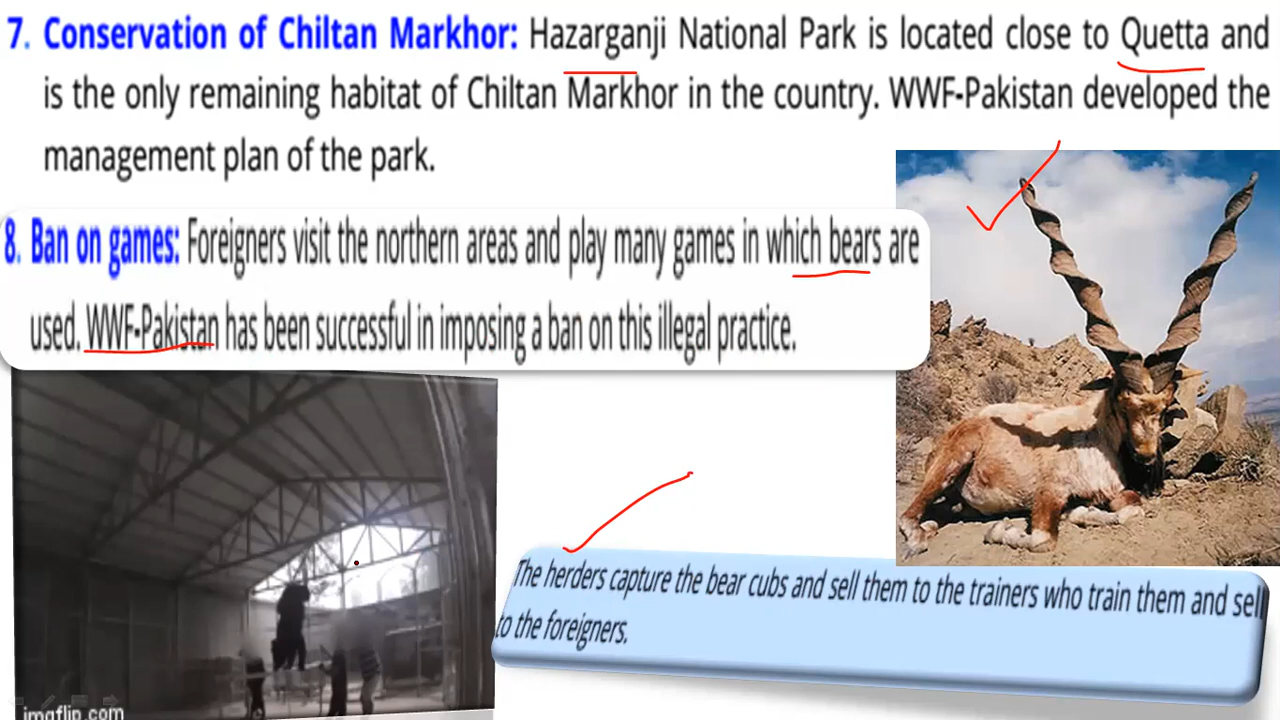 7. Conservation of Chiltan Markhor: Hazarganji National Park is located close to Quetta and
is the only remaining habitat of Chiltan Markhor in the country. WWF-Pakistan developed the
management plan of the park.
8. Ban on games: Foreigners visit the northern areas and play many games in which bears are
used. WWF-Pakistan has been successful in imposing a ban on this illegal practice.
The herders capture the bear cubs and sell them to the trainers who train them and sell
to the foreigners.
imgflip.com